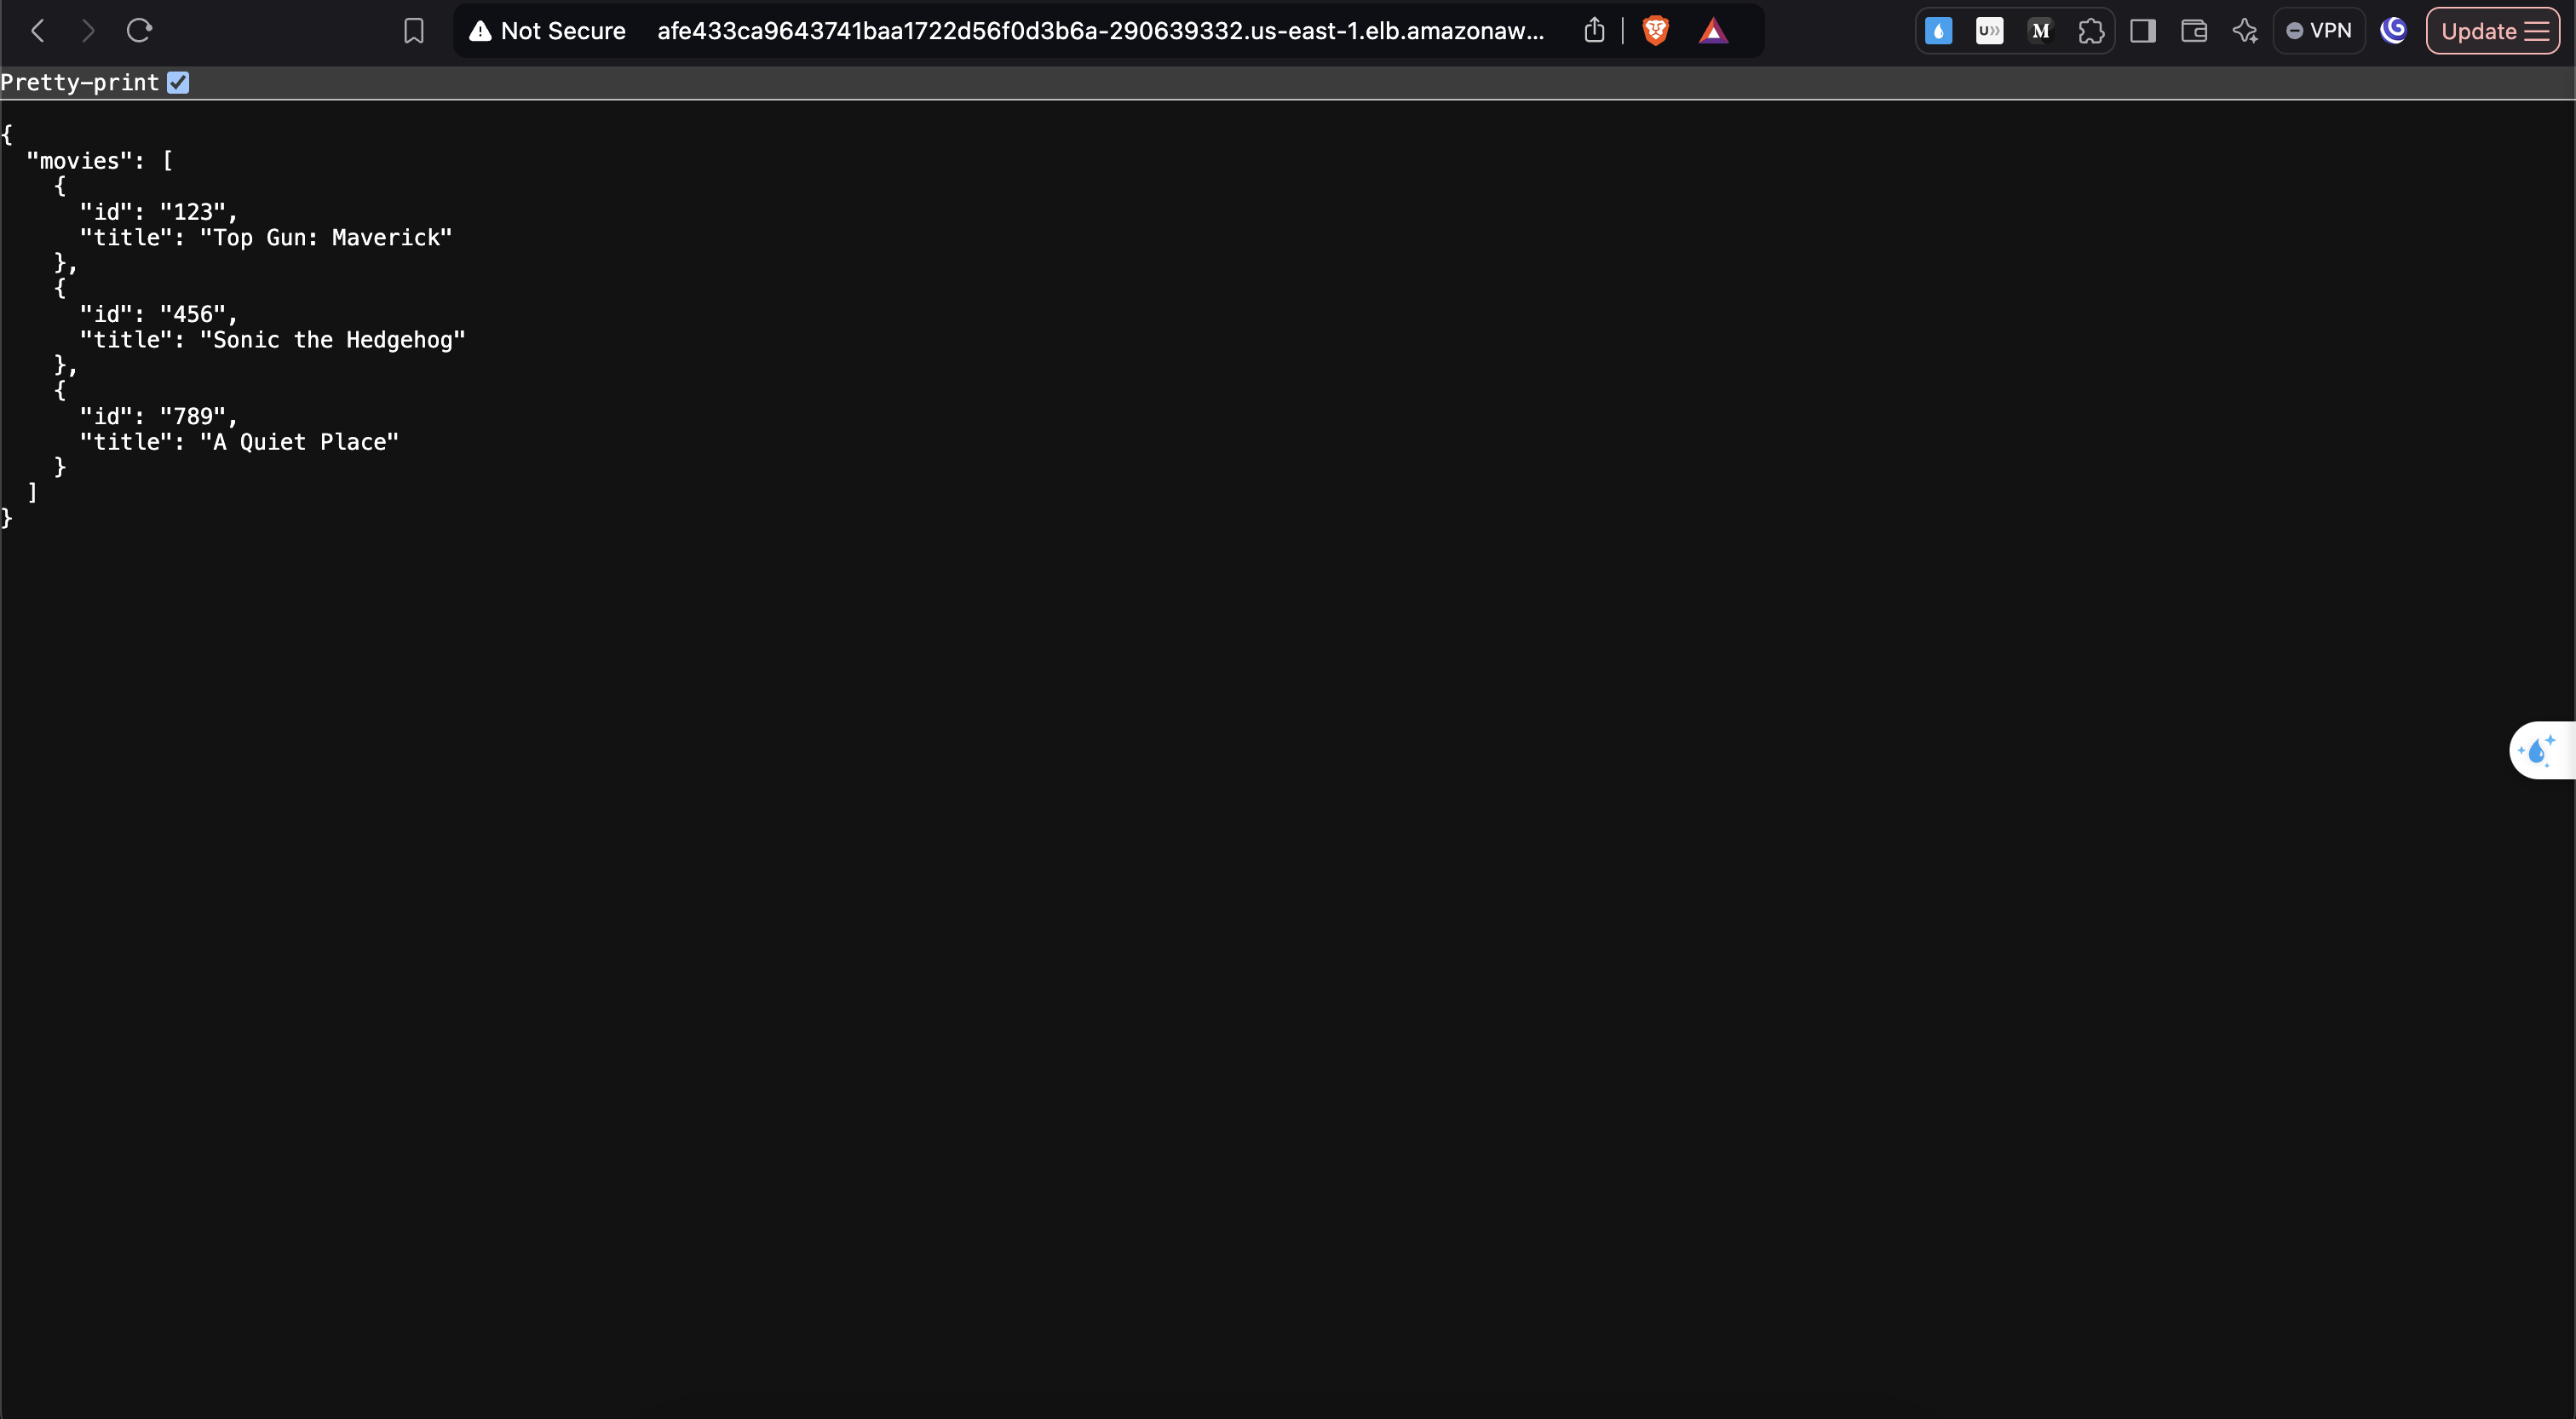 Not Secure afe433ca9643741baa1722d56f0d3b6a-290639332.us-east-1.elb.amazonaw... U M VPN Update
Pretty-print
{
  "movies": [
    {
      "id": "123",
      "title": "Top Gun: Maverick"
    },
    {
      "id": "456",
      "title": "Sonic the Hedgehog"
    },
    {
      "id": "789",
      "title": "A Quiet Place"
    }
  ]
}